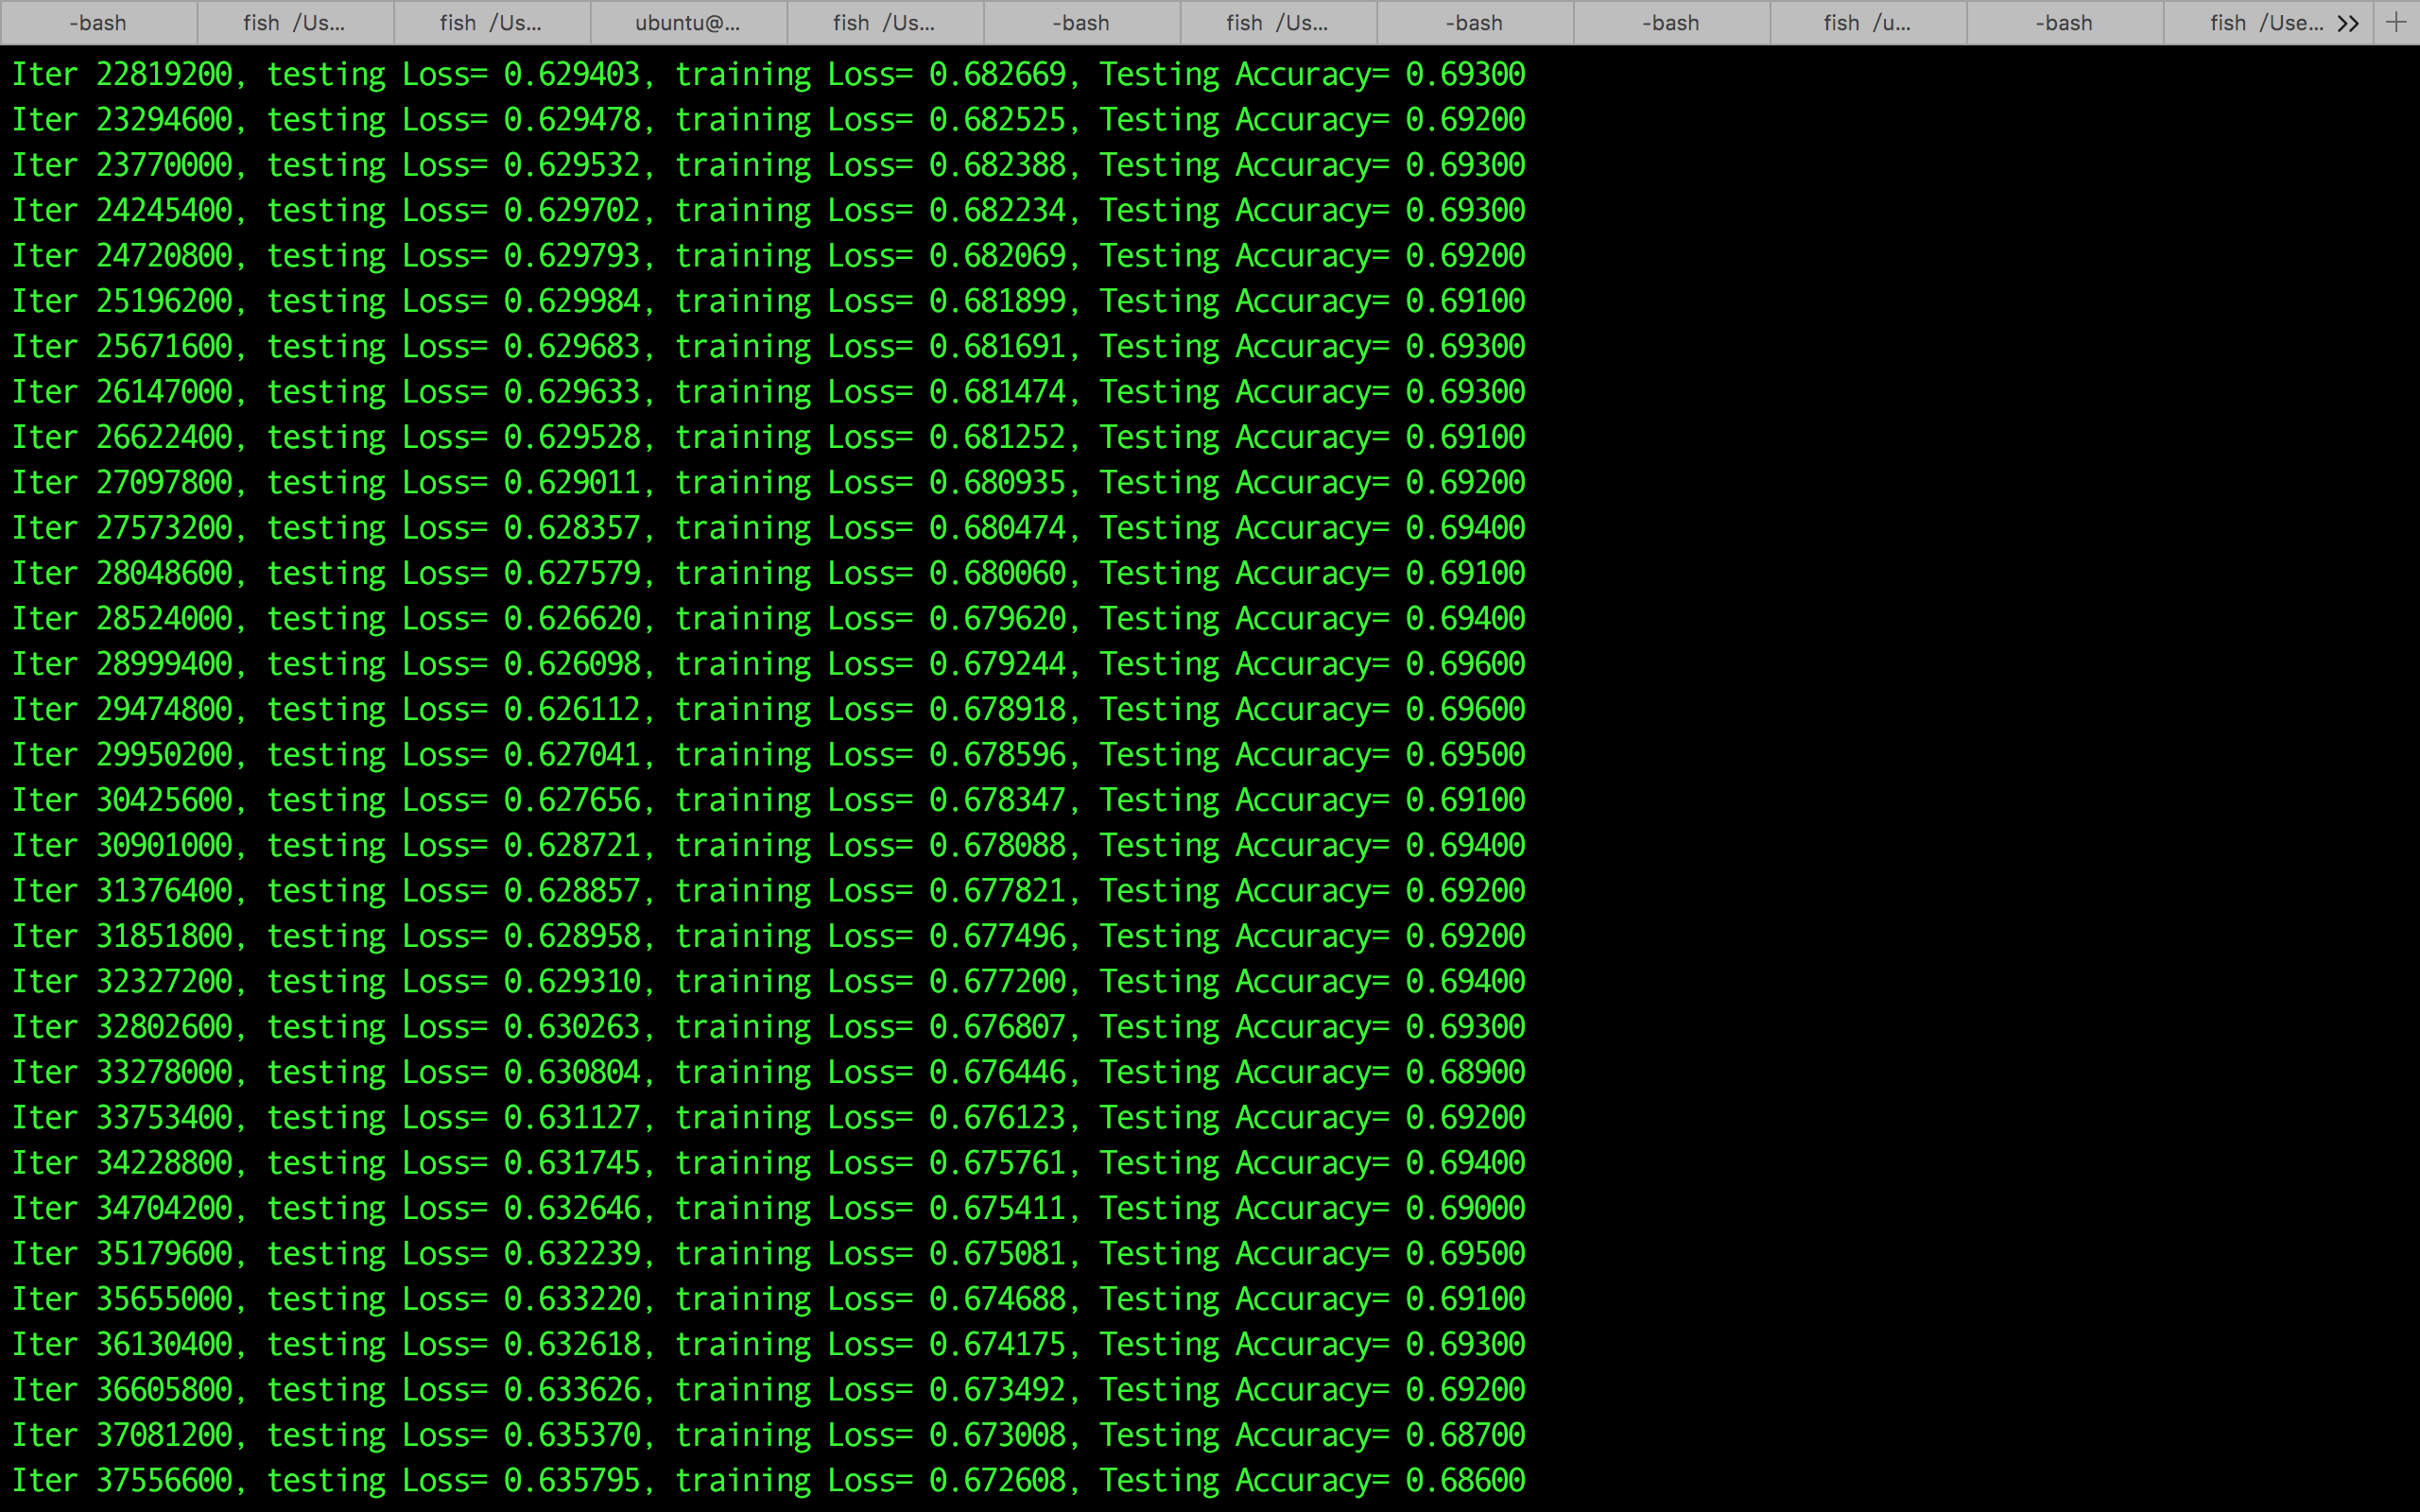 -bash fish /Us... fish /Us... ubuntu@... fish /Us... -bash fish /Us... -bash -bash fish /u... -bash fish /Use... >> +
Iter 22819200, testing Loss= 0.629403, training Loss= 0.682669, Testing Accuracy= 0.69300
Iter 23294600, testing Loss= 0.629478, training Loss= 0.682525, Testing Accuracy= 0.69200
Iter 23770000, testing Loss= 0.629532, training Loss= 0.682388, Testing Accuracy= 0.69300
Iter 24245400, testing Loss= 0.629702, training Loss= 0.682234, Testing Accuracy= 0.69300
Iter 24720800, testing Loss= 0.629793, training Loss= 0.682069, Testing Accuracy= 0.69200
Iter 25196200, testing Loss= 0.629984, training Loss= 0.681899, Testing Accuracy= 0.69100
Iter 25671600, testing Loss= 0.629683, training Loss= 0.681691, Testing Accuracy= 0.69300
Iter 26147000, testing Loss= 0.629633, training Loss= 0.681474, Testing Accuracy= 0.69300
Iter 26622400, testing Loss= 0.629528, training Loss= 0.681252, Testing Accuracy= 0.69100
Iter 27097800, testing Loss= 0.629011, training Loss= 0.680935, Testing Accuracy= 0.69200
Iter 27573200, testing Loss= 0.628357, training Loss= 0.680474, Testing Accuracy= 0.69400
Iter 28048600, testing Loss= 0.627579, training Loss= 0.680060, Testing Accuracy= 0.69100
Iter 28524000, testing Loss= 0.626620, training Loss= 0.679620, Testing Accuracy= 0.69400
Iter 28999400, testing Loss= 0.626098, training Loss= 0.679244, Testing Accuracy= 0.69600
Iter 29474800, testing Loss= 0.626112, training Loss= 0.678918, Testing Accuracy= 0.69600
Iter 29950200, testing Loss= 0.627041, training Loss= 0.678596, Testing Accuracy= 0.69500
Iter 30425600, testing Loss= 0.627656, training Loss= 0.678347, Testing Accuracy= 0.69100
Iter 30901000, testing Loss= 0.628721, training Loss= 0.678088, Testing Accuracy= 0.69400
Iter 31376400, testing Loss= 0.628857, training Loss= 0.677821, Testing Accuracy= 0.69200
Iter 31851800, testing Loss= 0.628958, training Loss= 0.677496, Testing Accuracy= 0.69200
Iter 32327200, testing Loss= 0.629310, training Loss= 0.677200, Testing Accuracy= 0.69400
Iter 32802600, testing Loss= 0.630263, training Loss= 0.676807, Testing Accuracy= 0.69300
Iter 33278000, testing Loss= 0.630804, training Loss= 0.676446, Testing Accuracy= 0.68900
Iter 33753400, testing Loss= 0.631127, training Loss= 0.676123, Testing Accuracy= 0.69200
Iter 34228800, testing Loss= 0.631745, training Loss= 0.675761, Testing Accuracy= 0.69400
Iter 34704200, testing Loss= 0.632646, training Loss= 0.675411, Testing Accuracy= 0.69000
Iter 35179600, testing Loss= 0.632239, training Loss= 0.675081, Testing Accuracy= 0.69500
Iter 35655000, testing Loss= 0.633220, training Loss= 0.674688, Testing Accuracy= 0.69100
Iter 36130400, testing Loss= 0.632618, training Loss= 0.674175, Testing Accuracy= 0.69300
Iter 36605800, testing Loss= 0.633626, training Loss= 0.673492, Testing Accuracy= 0.69200
Iter 37081200, testing Loss= 0.635370, training Loss= 0.673008, Testing Accuracy= 0.68700
Iter 37556600, testing Loss= 0.635795, training Loss= 0.672608, Testing Accuracy= 0.68600